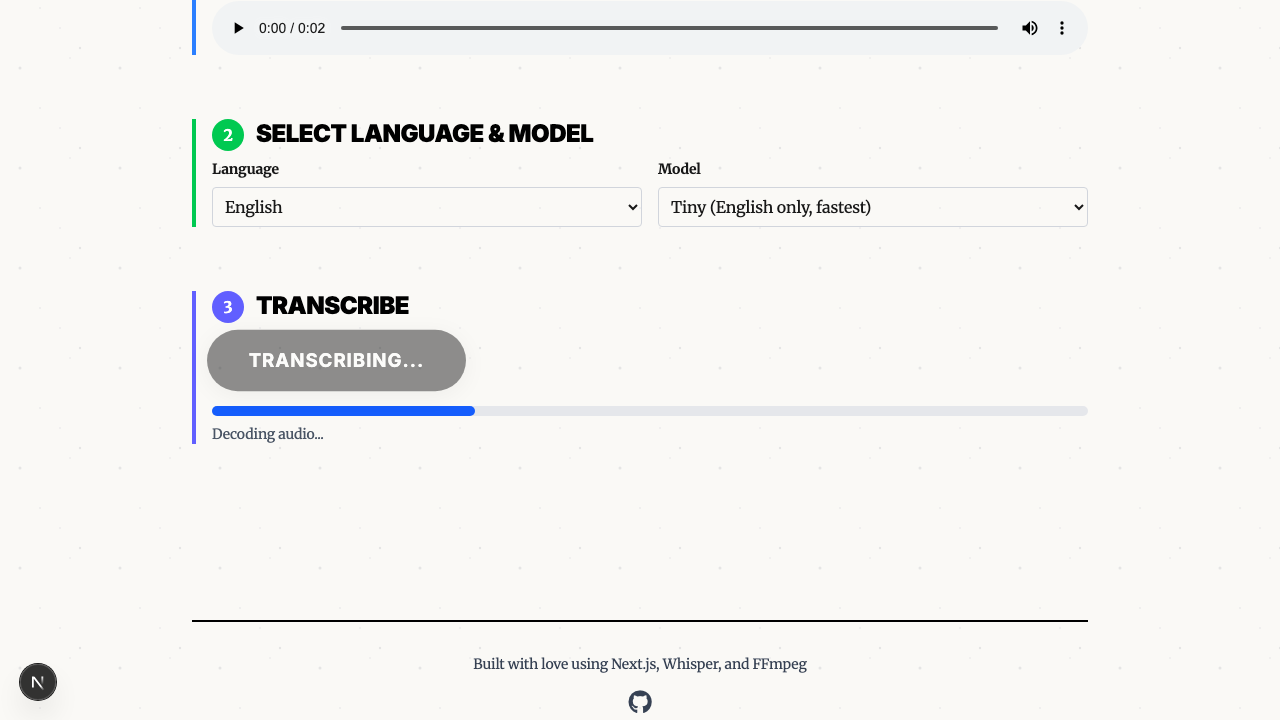 0:00 / 0:02
2 SELECT LANGUAGE & MODEL
Language
Model
English
Tiny (English only, fastest)
3 TRANSCRIBE
TRANSCRIBING...
Decoding audio...
Built with love using Next.js, Whisper, and FFmpeg
N